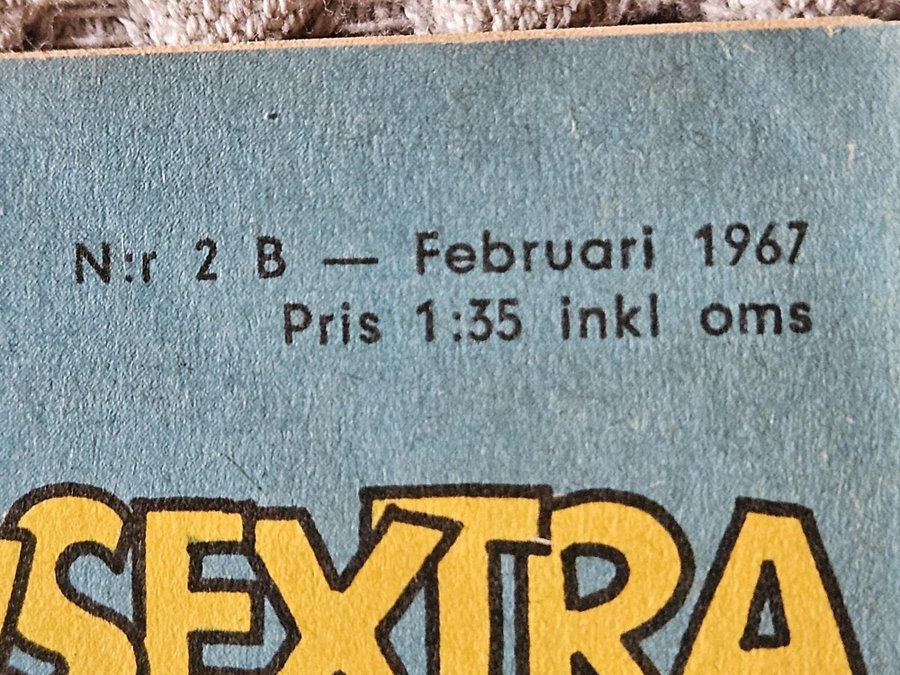 N:r 2 B — Februari 1967
Pris 1:35 inkl oms
SEXTRA